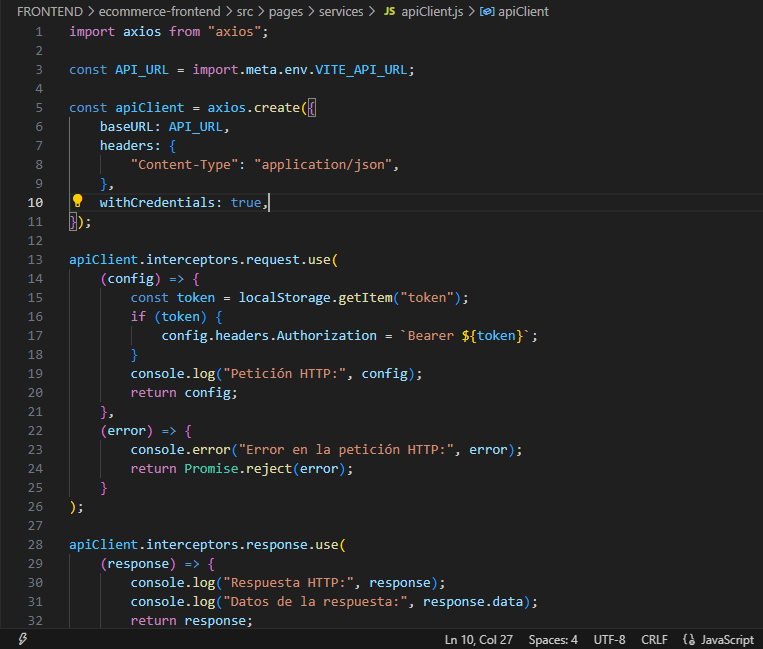 FRONTEND > ecommerce-frontend > src > pages > services > JS apiClient.js > apiClient
1 import axios from "axios";
2
3 const API_URL = import.meta.env.VITE_API_URL;
4
5 const apiClient = axios.create({
6     baseURL: API_URL,
7     headers: {
8         "Content-Type": "application/json",
9     },
10     withCredentials: true,
11 });
12
13 apiClient.interceptors.request.use(
14     (config) => {
15         const token = localStorage.getItem("token");
16         if (token) {
17             config.headers.Authorization = `Bearer ${token}`;
18         }
19         console.log("Petición HTTP:", config);
20         return config;
21     },
22     (error) => {
23         console.error("Error en la petición HTTP:", error);
24         return Promise.reject(error);
25     }
26 );
27
28 apiClient.interceptors.response.use(
29     (response) => {
30         console.log("Respuesta HTTP:", response);
31         console.log("Datos de la respuesta:", response.data);
32         return response;
Ln 10, Col 27 Spaces: 4 UTF-8 CRLF {} JavaScript